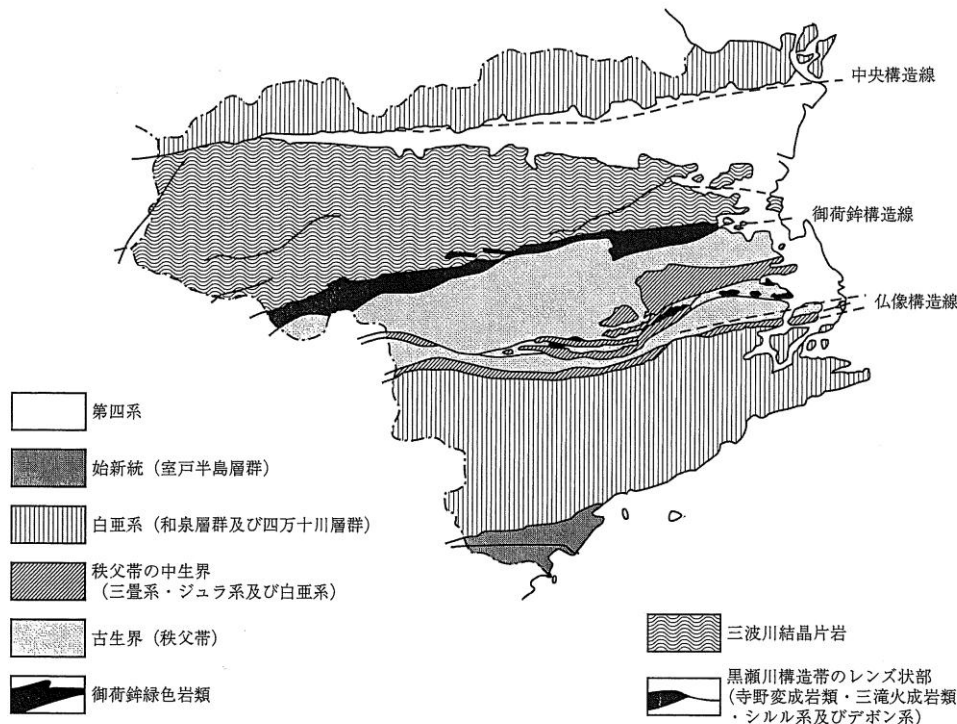 中央構造線
御荷鉾構造線
仏像構造線
第四系
始新統（室戸半島層群）
白亜系（和泉層群及び四万十川層群）
秩父帯の中生界
（三畳系・ジュラ系及び白亜系）
古生界（秩父帯）
御荷鉾緑色岩類
三波川結晶片岩
黒瀬川構造帯のレンズ状部
（寺野変成岩類・三滝火成岩類
・シルル系及びデボン系）